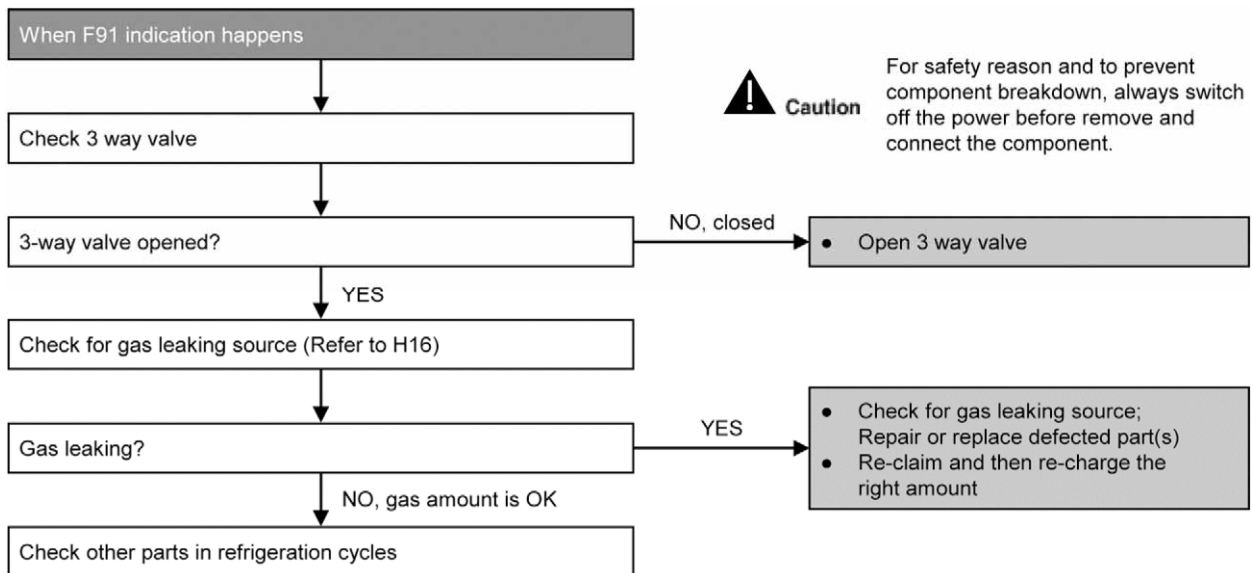 When F91 indication happens
Caution
For safety reason and to prevent
component breakdown, always switch
off the power before remove and
connect the component.
Check 3 way valve
3-way valve opened?
NO, closed
● Open 3 way valve
YES
Check for gas leaking source (Refer to H16)
Gas leaking?
YES
● Check for gas leaking source;
Repair or replace defected part(s)
● Re-claim and then re-charge the
right amount
NO, gas amount is OK
Check other parts in refrigeration cycles